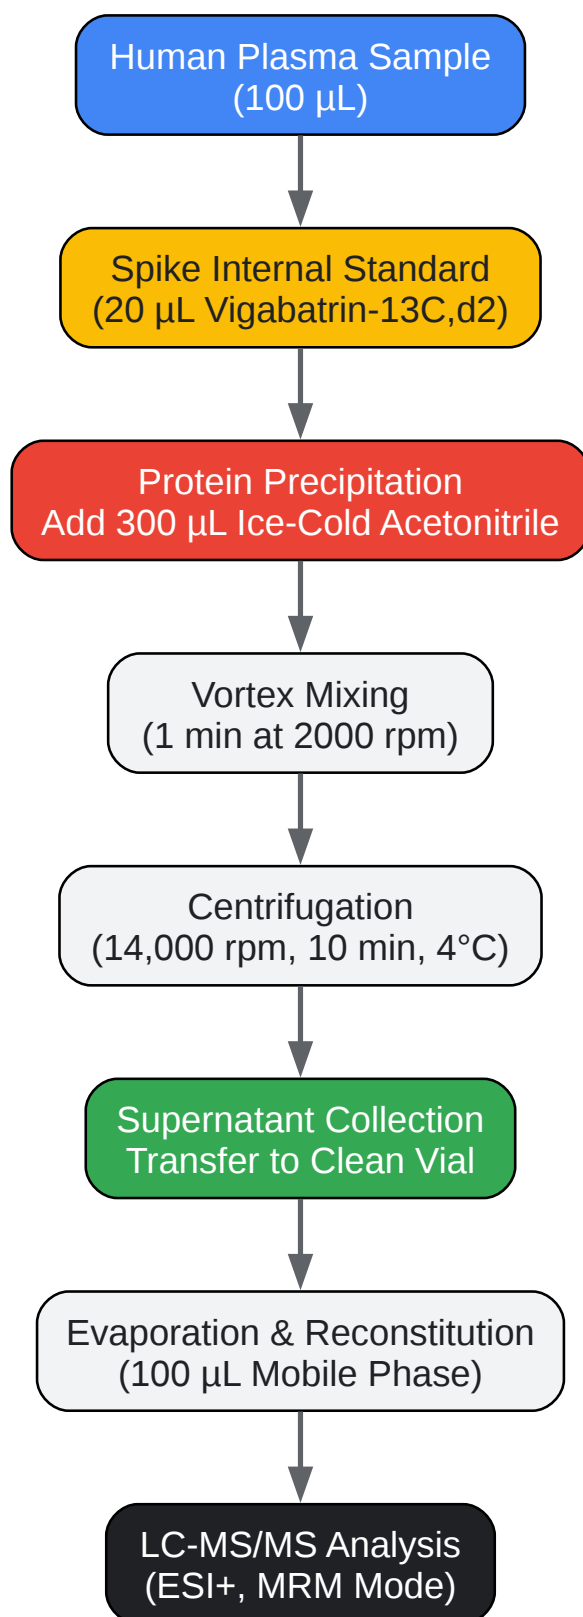 Human Plasma Sample
(100 µL)
Spike Internal Standard
(20 µL Vigabatrin-13C,d2)
Protein Precipitation
Add 300 µL Ice-Cold Acetonitrile
Vortex Mixing
(1 min at 2000 rpm)
Centrifugation
(14,000 rpm, 10 min, 4°C)
Supernatant Collection
Transfer to Clean Vial
Evaporation & Reconstitution
(100 µL Mobile Phase)
LC-MS/MS Analysis
(ESI+, MRM Mode)